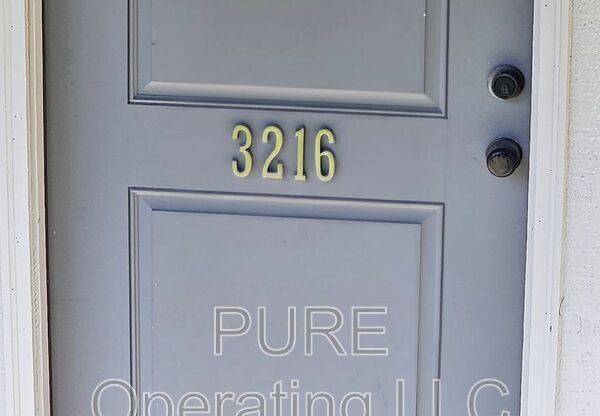 3216
PURE
Operating LLC